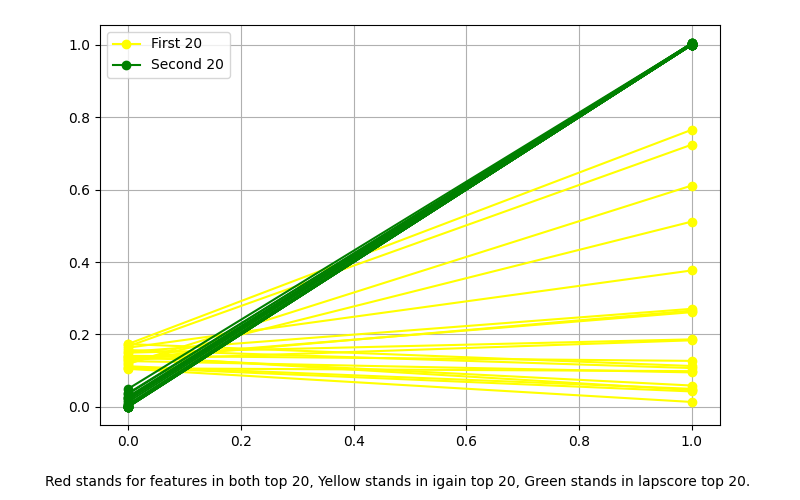 1.0
0.8
0.6
0.4
0.2
0.0
First 20
Second 20
0.0 0.2 0.4 0.6 0.8 1.0
Red stands for features in both top 20, Yellow stands in igain top 20, Green stands in lapscore top 20.